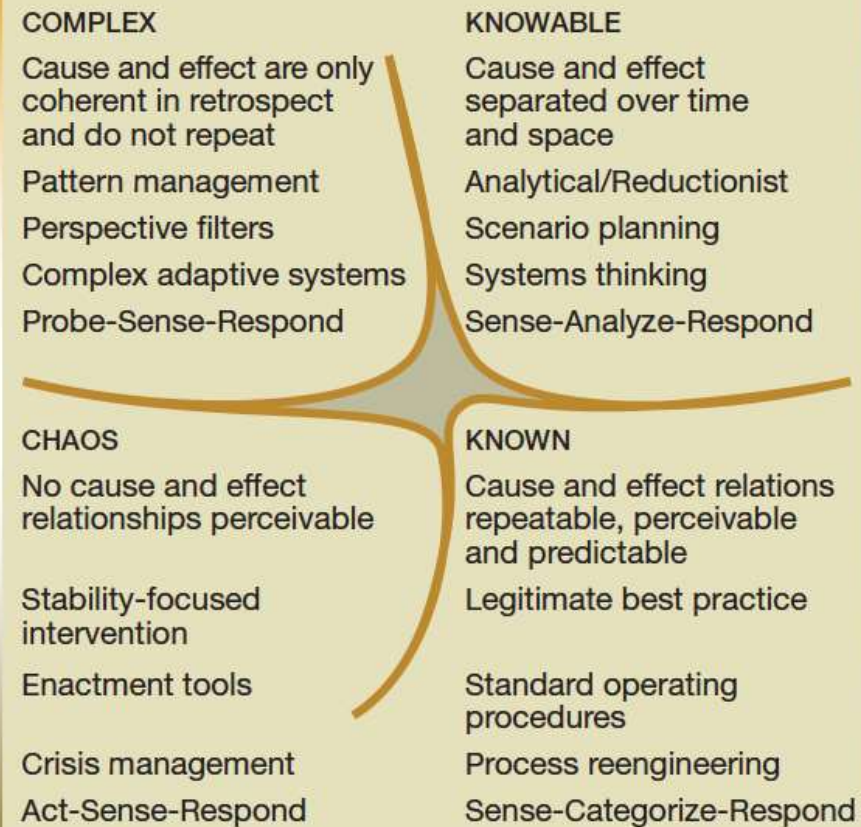 COMPLEX
Cause and effect are only
coherent in retrospect
and do not repeat
Pattern management
Perspective filters
Complex adaptive systems
Probe-Sense-Respond
KNOWABLE
Cause and effect
separated over time
and space
Analytical/Reductionist
Scenario planning
Systems thinking
Sense-Analyze-Respond
CHAOS
No cause and effect
relationships perceivable
Stability-focused
intervention
Enactment tools
Crisis management
Act-Sense-Respond
KNOWN
Cause and effect relations
repeatable, perceivable
and predictable
Legitimate best practice
Standard operating
procedures
Process reengineering
Sense-Categorize-Respond